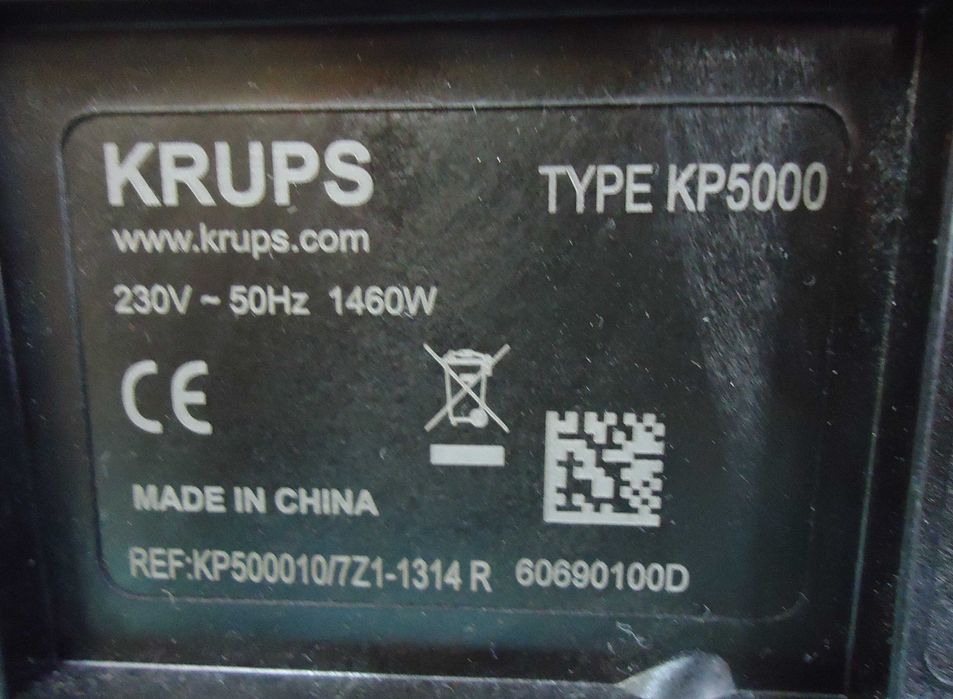 KRUPS
TYPE KP5000
www.krups.com
230V ~ 50Hz 1460W
CE
MADE IN CHINA
REF:KP500010/7Z1-1314 R 60690100D